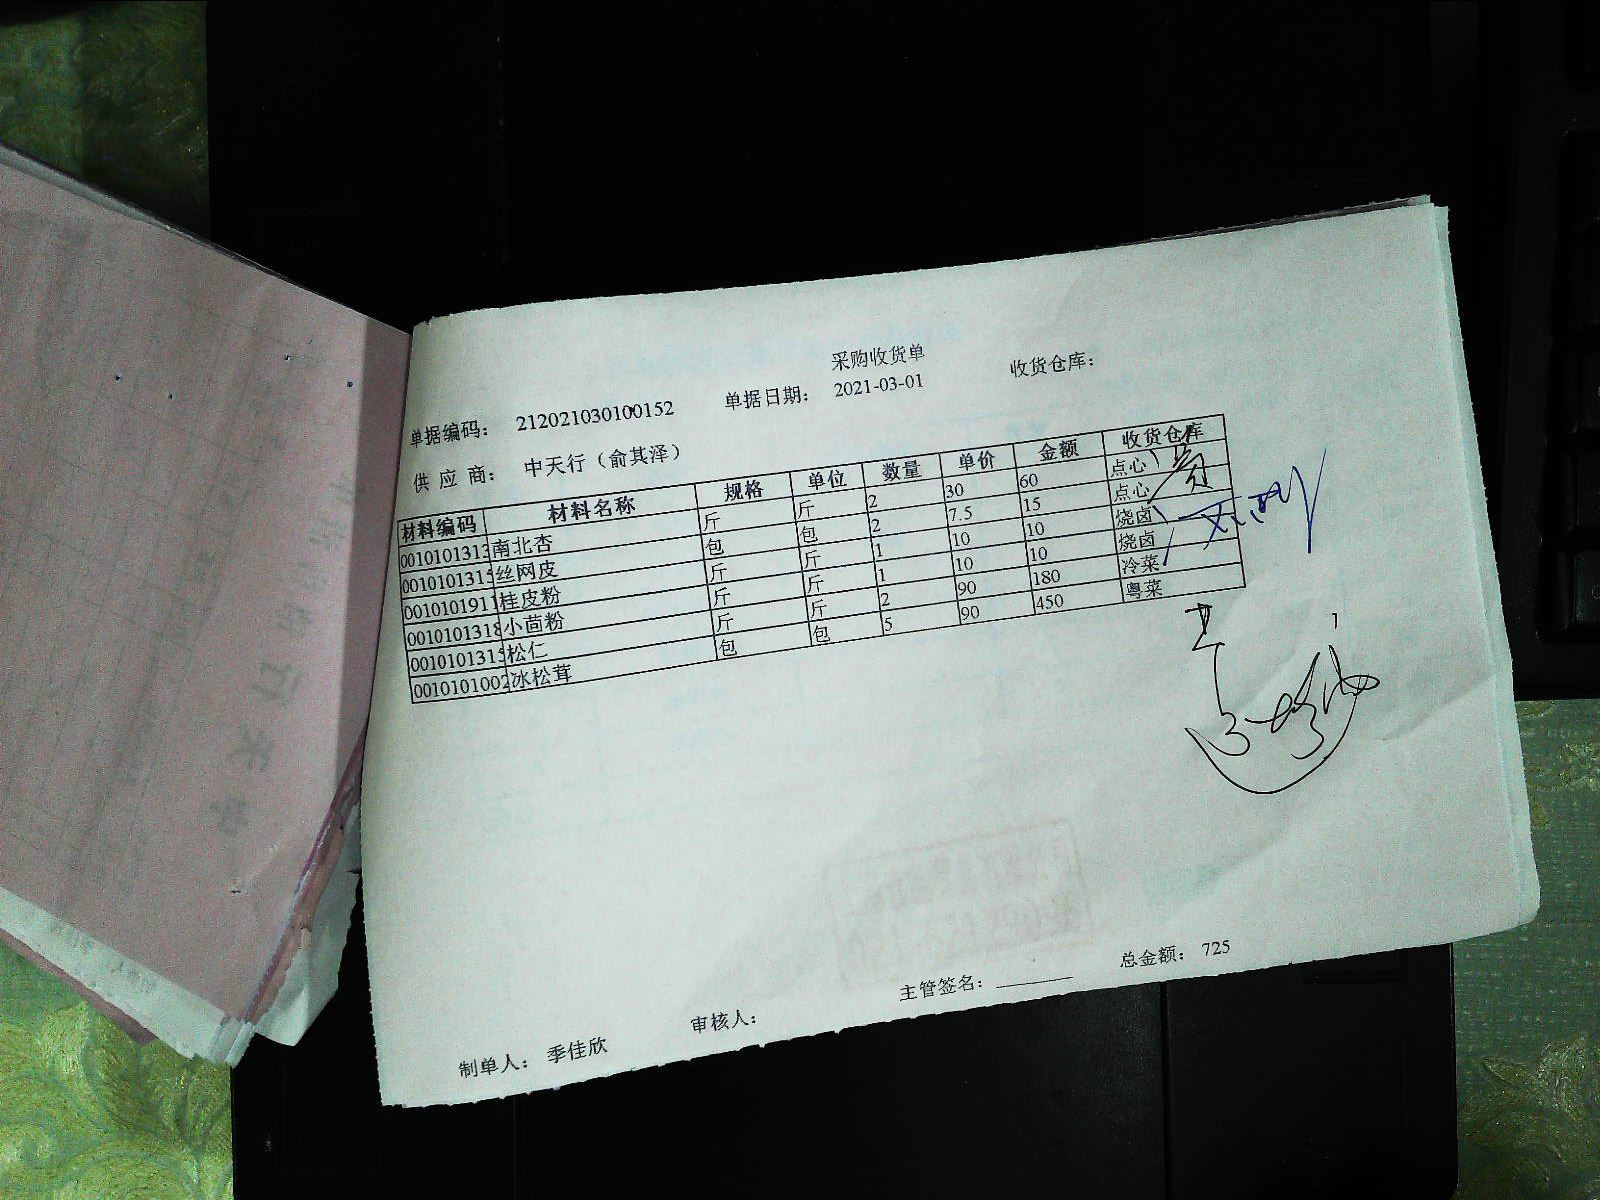 采购收货单
单据编码： 212021030100152 单据日期： 2021-03-01 收货仓库：
供 应 商： 中天行（俞其泽）
材料编码 材料名称 规格 单位 数量 单价 金额 收货仓库
0010101313 南北杏 斤 斤 2 30 60 点心
0010101315 丝网皮 包 包 2 7.5 15 点心
0010101911 桂皮粉 斤 斤 1 10 10 烧卤
0010101318 小茴粉 斤 斤 1 10 10 烧卤
0010101315 松仁 斤 斤 2 90 180 冷菜
0010101002 冰松茸 包 包 5 90 450 粤菜
制单人： 季佳欣 审核人： 主管签名： 总金额： 725